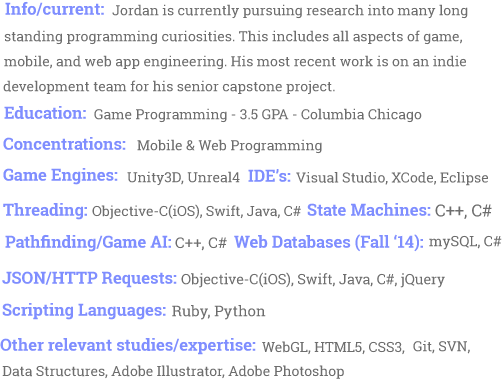 Info/current: Jordan is currently pursuing research into many long
standing programming curiosities. This includes all aspects of game,
mobile, and web app engineering. His most recent work is on an indie
development team for his senior capstone project.
Education: Game Programming - 3.5 GPA - Columbia Chicago
Concentrations: Mobile & Web Programming
Game Engines: Unity3D, Unreal4 IDE's: Visual Studio, XCode, Eclipse
Threading: Objective-C(iOS), Swift, Java, C# State Machines: C++, C#
Pathfinding/Game AI: C++, C# Web Databases (Fall ‘14): mySQL, C#
JSON/HTTP Requests: Objective-C(iOS), Swift, Java, C#, jQuery
Scripting Languages: Ruby, Python
Other relevant studies/expertise: WebGL, HTML5, CSS3, Git, SVN,
Data Structures, Adobe Illustrator, Adobe Photoshop